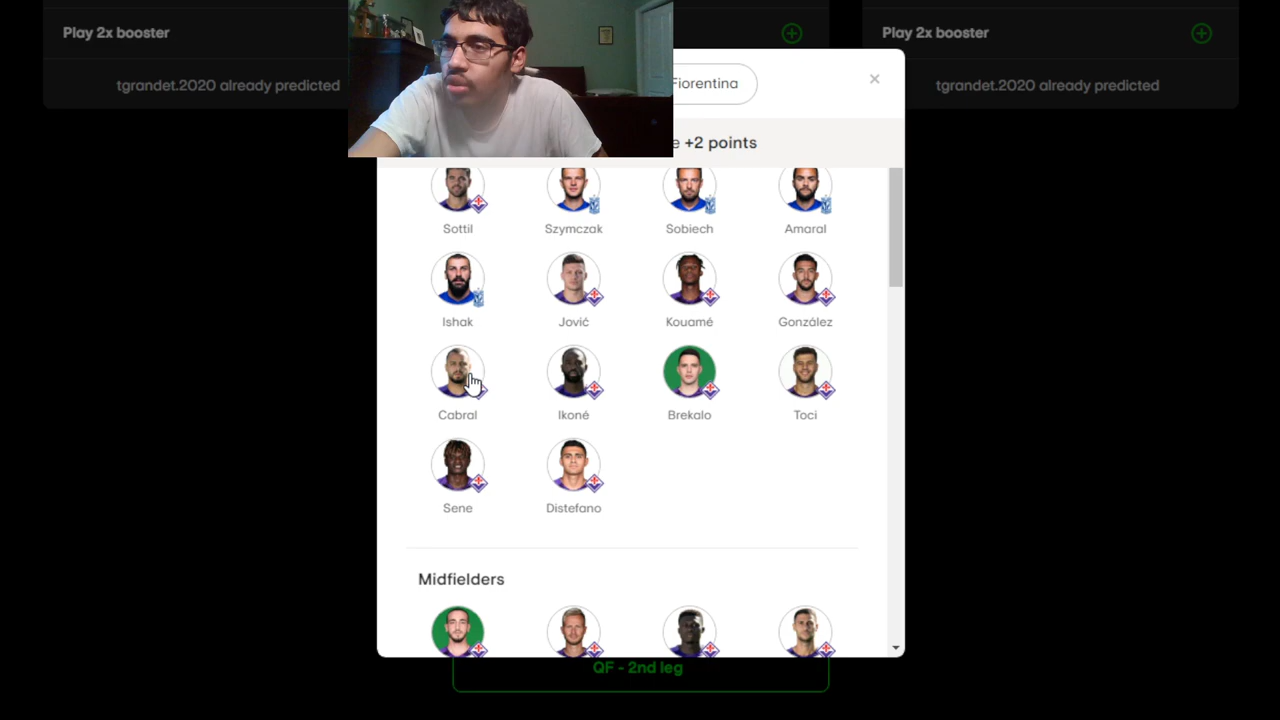 Play 2x booster
Play 2x booster
tgrandet.2020 already predicted
tgrandet.2020 already predicted
Fiorentina
+2 points
Sottil Szymczak Sobiech Amaral
Ishak Jović Kouamé González
Cabral Ikoné Brekalo Toci
Sene Distefano
Midfielders
QF - 2nd leg